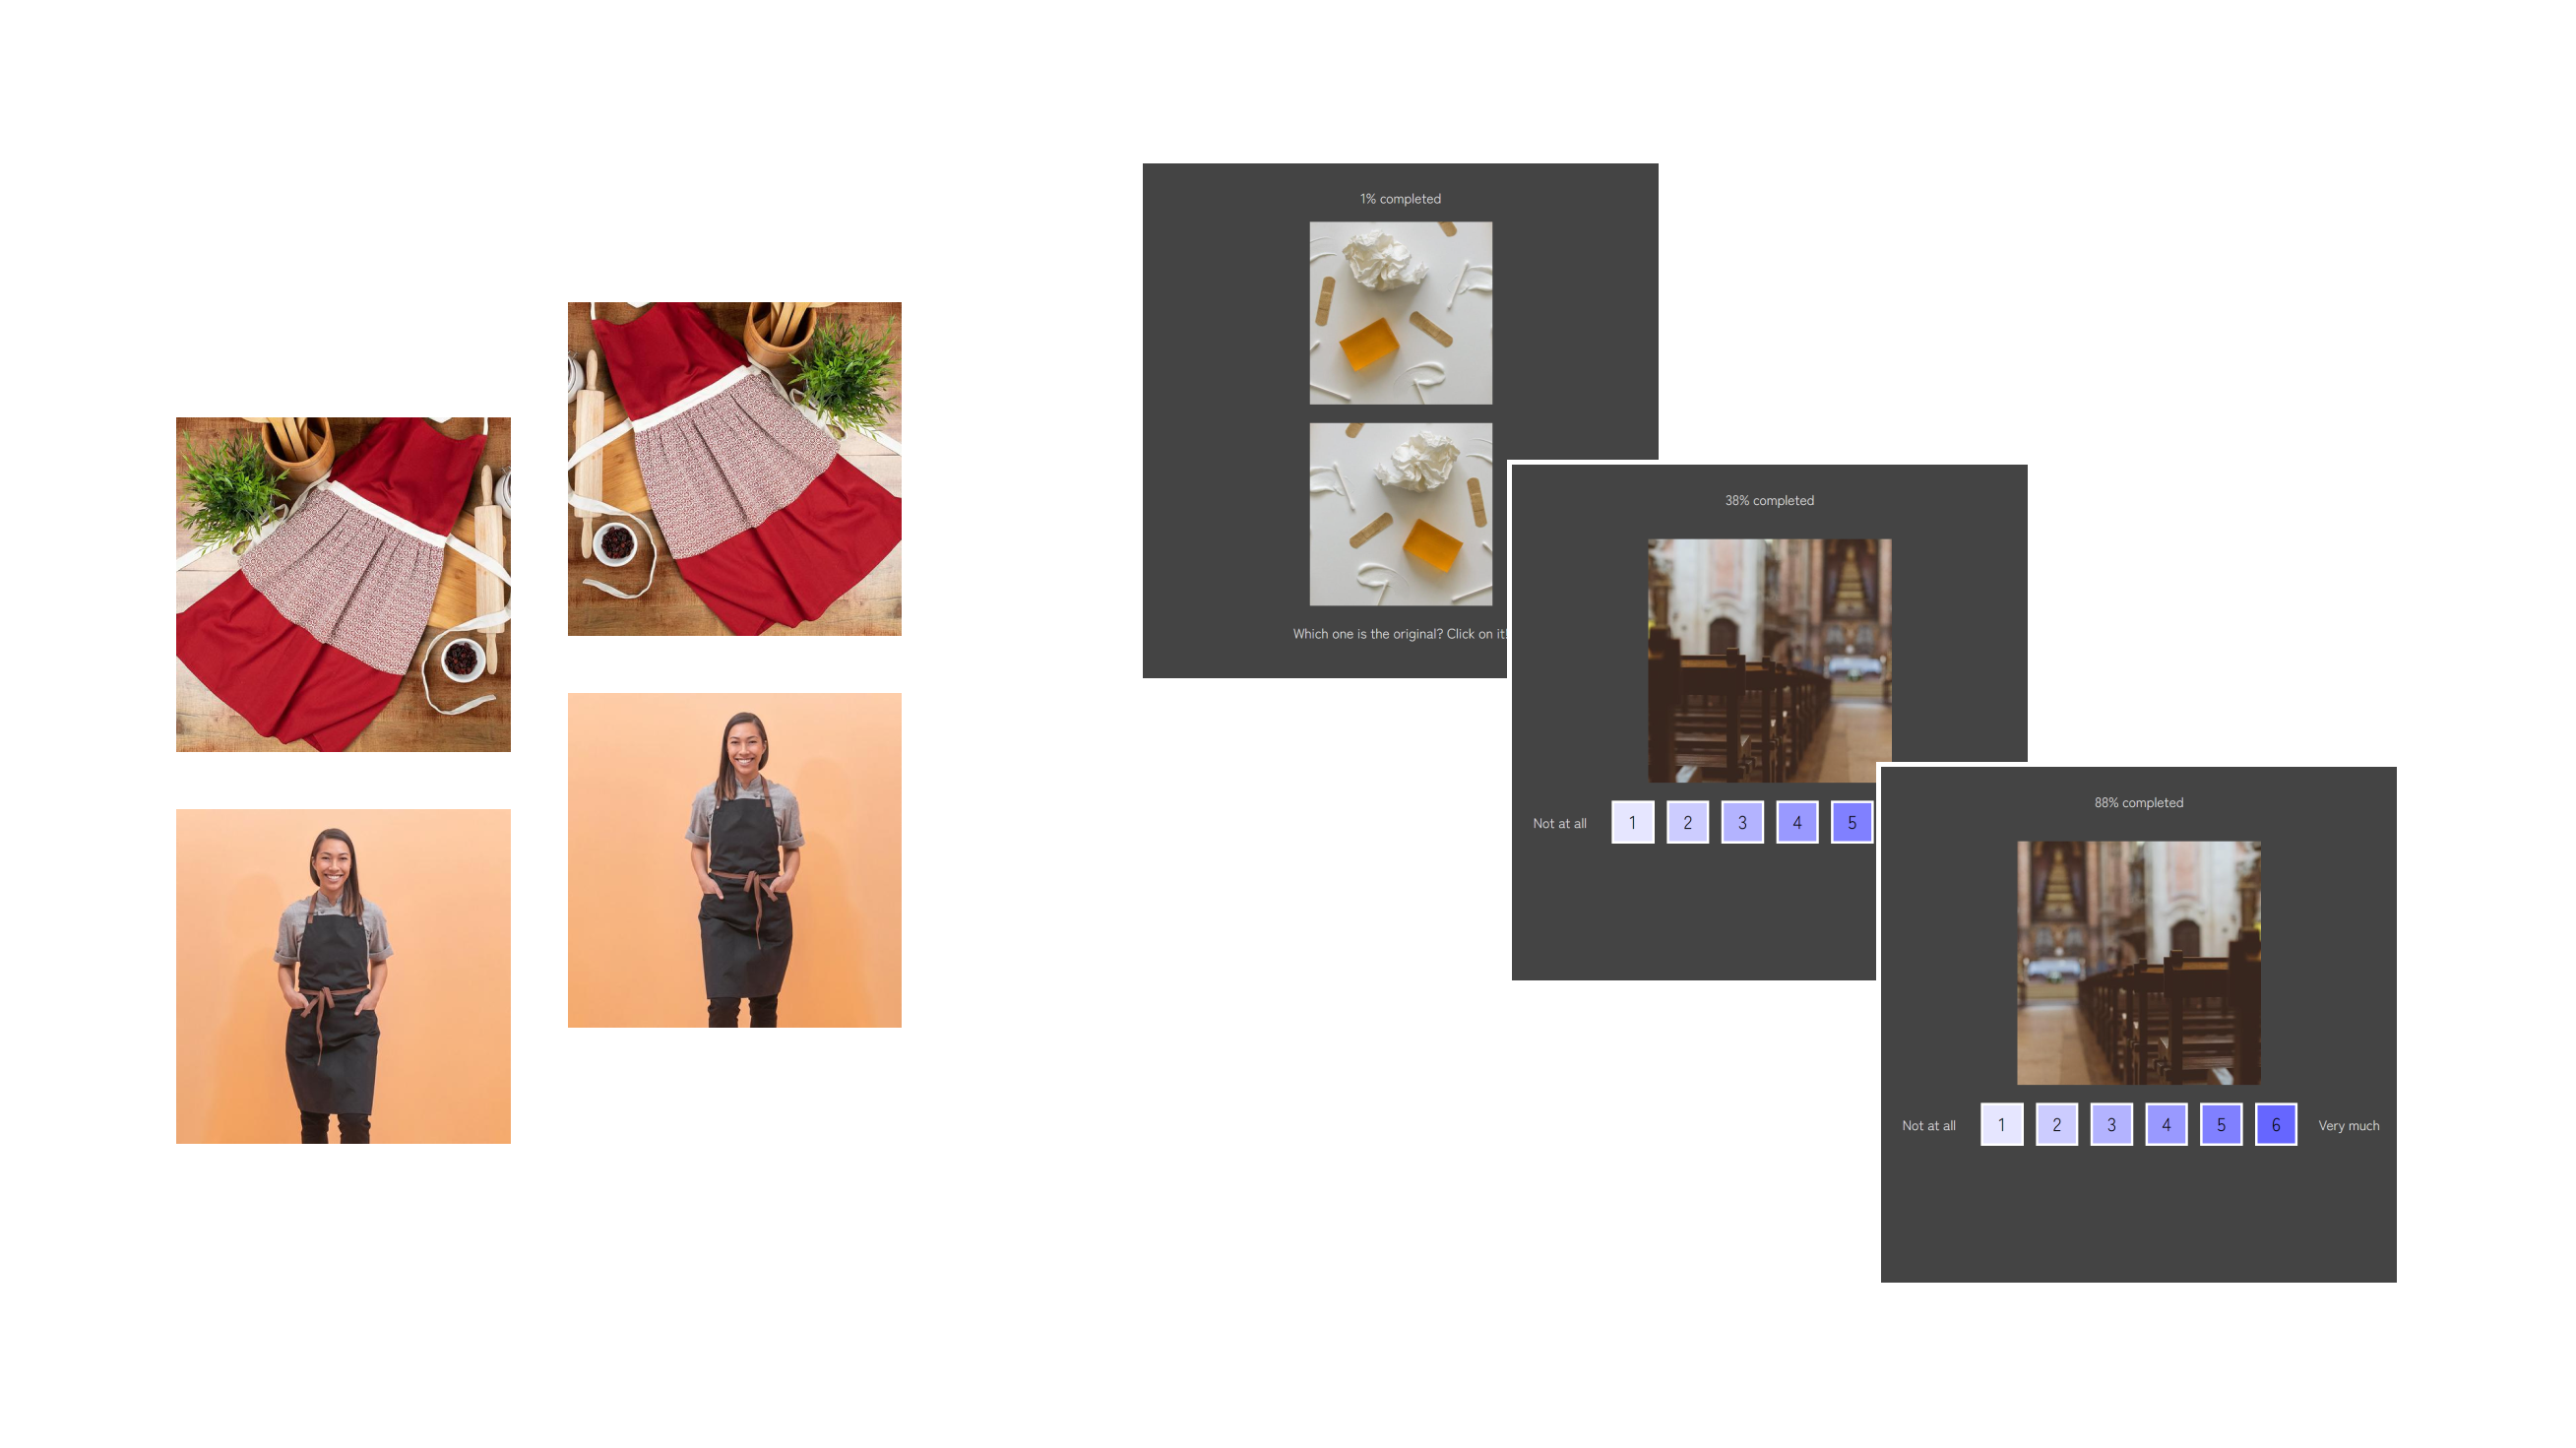 1% completed
Which one is the original? Click on it!
38% completed
Not at all 1 2 3 4 5
88% completed
Not at all 1 2 3 4 5 6 Very much